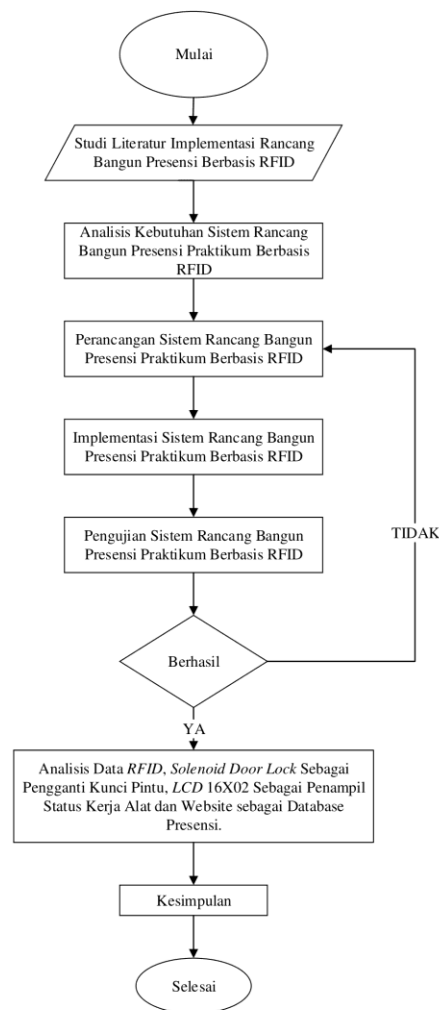 Mulai
Studi Literatur Implementasi Rancang
Bangun Presensi Berbasis RFID
Analisis Kebutuhan Sistem Rancang
Bangun Presensi Praktikum Berbasis
RFID
Perancangan Sistem Rancang Bangun
Presensi Praktikum Berbasis RFID
Implementasi Sistem Rancang Bangun
Presensi Praktikum Berbasis RFID
Pengujian Sistem Rancang Bangun
Presensi Praktikum Berbasis RFID
TIDAK
Berhasil
YA
Analisis Data RFID, Solenoid Door Lock Sebagai
Pengganti Kunci Pintu, LCD 16X02 Sebagai Penampil
Status Kerja Alat dan Website sebagai Database
Presensi.
Kesimpulan
Selesai